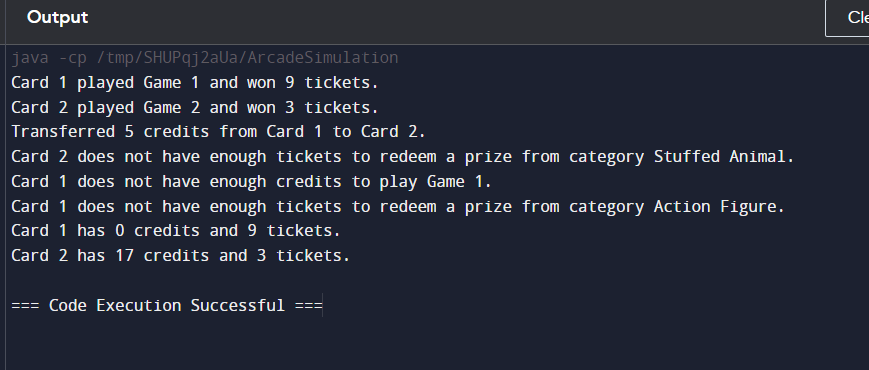 Output
Cle
java -cp /tmp/SHUPqj2aUa/ArcadeSimulation
Card 1 played Game 1 and won 9 tickets.
Card 2 played Game 2 and won 3 tickets.
Transferred 5 credits from Card 1 to Card 2.
Card 2 does not have enough tickets to redeem a prize from category Stuffed Animal.
Card 1 does not have enough credits to play Game 1.
Card 1 does not have enough tickets to redeem a prize from category Action Figure.
Card 1 has 0 credits and 9 tickets.
Card 2 has 17 credits and 3 tickets.
=== Code Execution Successful ===